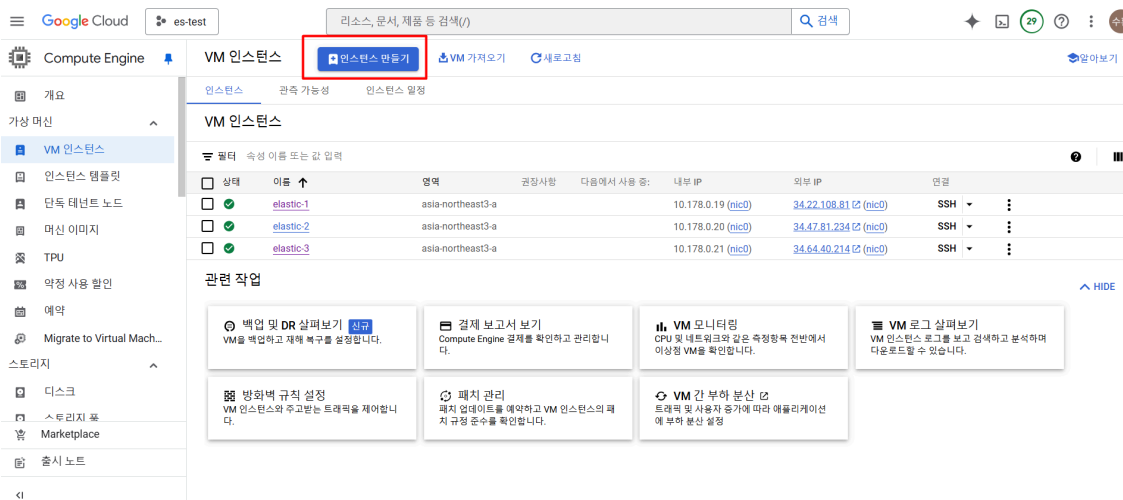 Google Cloud
es-test
리소스, 문서, 제품 등 검색(/)
검색
29
Compute Engine
VM 인스턴스
인스턴스 만들기
VM 가져오기
새로고침
알아보기
개요
가상 머신
VM 인스턴스
인스턴스 템플릿
단독 테넌트 노드
머신 이미지
TPU
약정 사용 할인
예약
Migrate to Virtual Mach...
스토리지
디스크
스토리지 풀
Marketplace
출시 노트
인스턴스
관측 가능성
인스턴스 일정
VM 인스턴스
필터 속성 이름 또는 값 입력
상태 이름 영역 권장사항 다음에서 사용 중: 내부 IP 외부 IP 연결
elastic-1 asia-northeast3-a 10.178.0.19 (nic0) 34.22.108.81 (nic0) SSH
elastic-2 asia-northeast3-a 10.178.0.20 (nic0) 34.47.81.234 (nic0) SSH
elastic-3 asia-northeast3-a 10.178.0.21 (nic0) 34.64.40.214 (nic0) SSH
관련 작업
HIDE
백업 및 DR 살펴보기 신규
VM을 백업하고 재해 복구를 설정합니다.
결제 보고서 보기
Compute Engine 결제를 확인하고 관리합니
다.
VM 모니터링
CPU 및 네트워크와 같은 측정항목 전반에서
이상점 VM을 확인합니다.
VM 로그 살펴보기
VM 인스턴스 로그를 보고 검색하고 분석하며
다운로드할 수 있습니다.
방화벽 규칙 설정
VM 인스턴스와 주고받는 트래픽을 제어합니
다.
패치 관리
패치 업데이트를 예약하고 VM 인스턴스의 패
치 규정 준수를 확인합니다.
VM 간 부하 분산
트래픽 및 사용자 증가에 따라 애플리케이션
에 부하 분산 설정